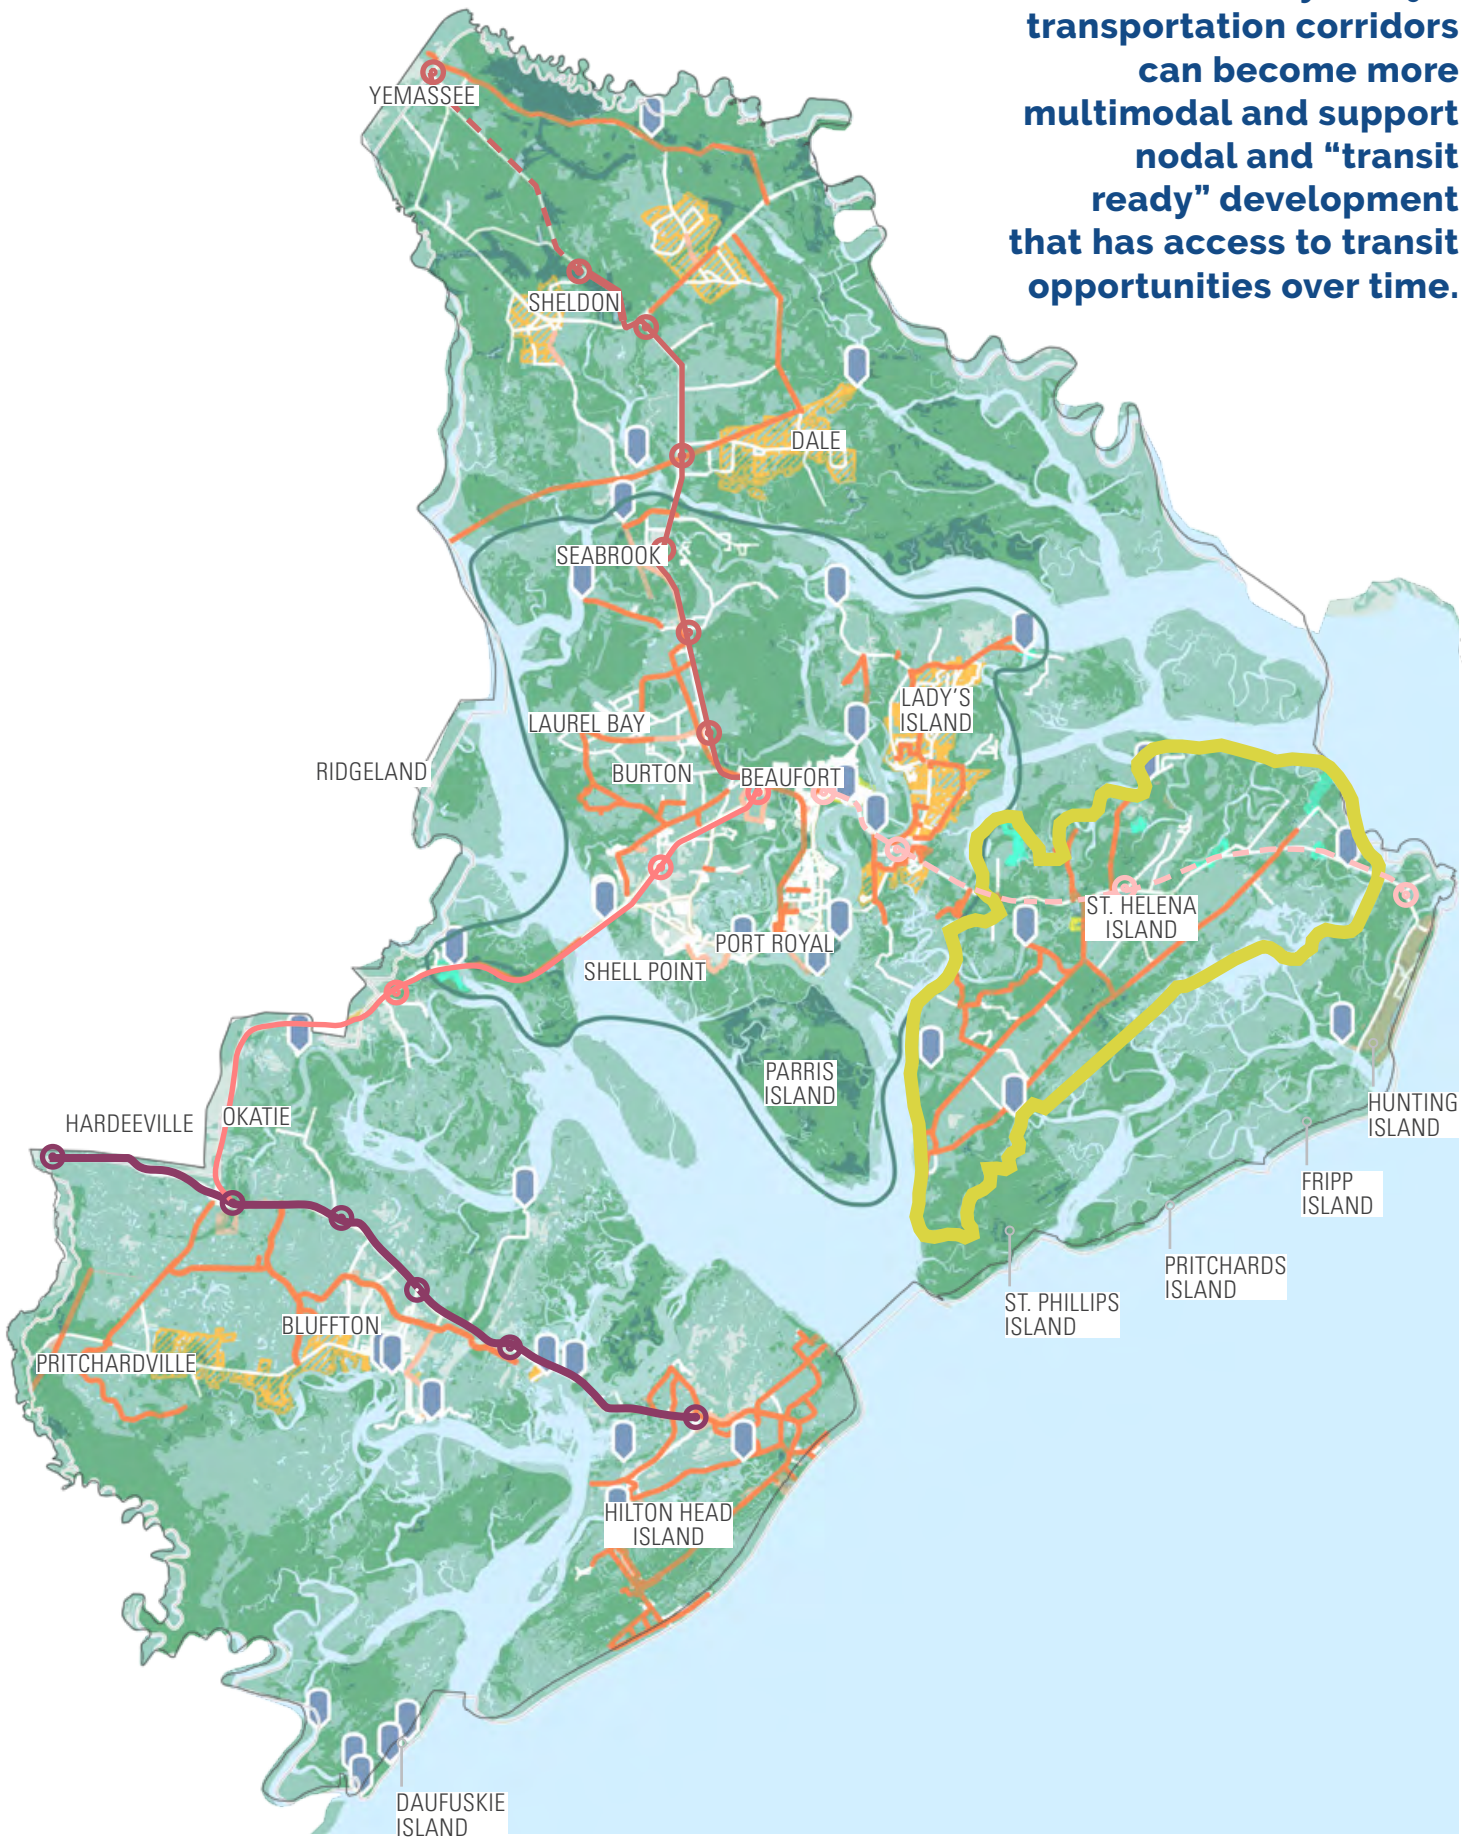 transportation corridors
can become more
multimodal and support
nodal and “transit
ready” development
that has access to transit
opportunities over time.
YEMASSEE
SHELDON
DALE
SEABROOK
LADY'S
ISLAND
LAUREL BAY
RIDGELAND
BURTON
BEAUFORT
ST. HELENA
ISLAND
PORT ROYAL
SHELL POINT
PARRIS
ISLAND
HUNTING
ISLAND
HARDEEVILLE
OKATIE
FRIPP
ISLAND
PRITCHARDS
ISLAND
ST. PHILLIPS
ISLAND
BLUFFTON
PRITCHARDVILLE
HILTON HEAD
ISLAND
DAUFUSKIE
ISLAND